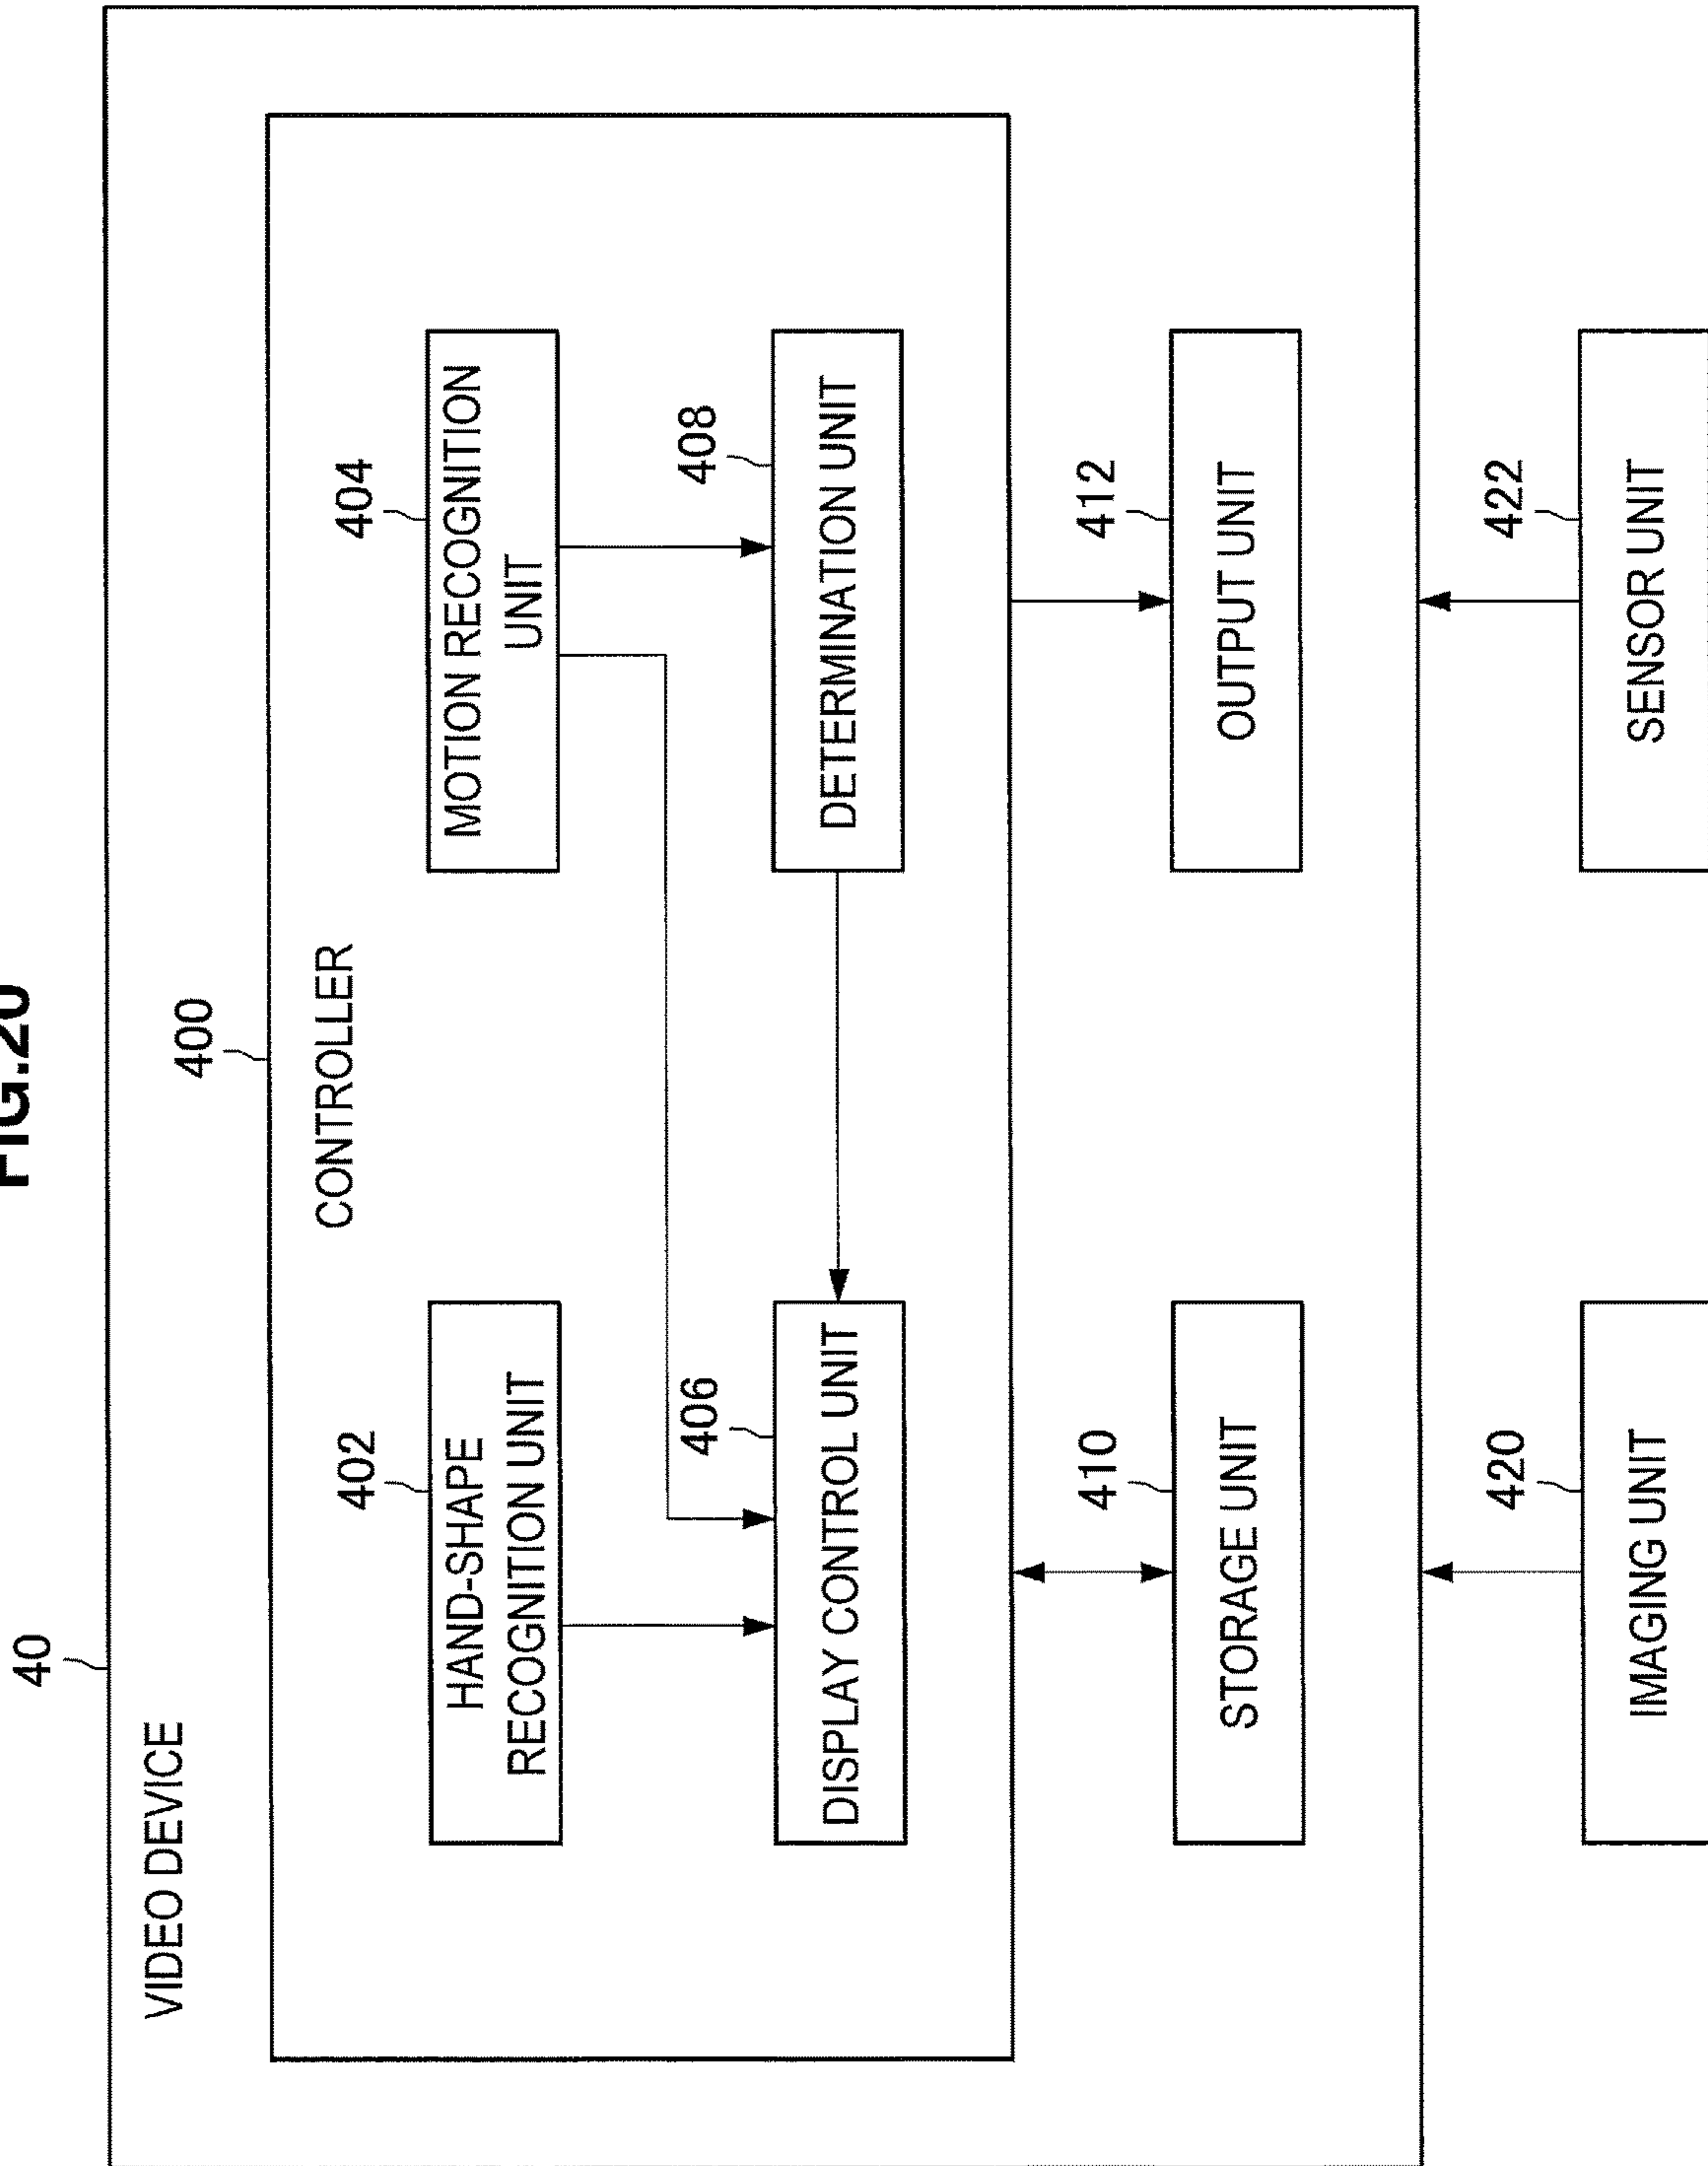 FIG.20
40
VIDEO DEVICE
400
CONTROLLER
402
HAND-SHAPE
RECOGNITION UNIT
404
MOTION RECOGNITION
UNIT
406
DISPLAY CONTROL UNIT
408
DETERMINATION UNIT
410
STORAGE UNIT
412
OUTPUT UNIT
420
IMAGING UNIT
422
SENSOR UNIT